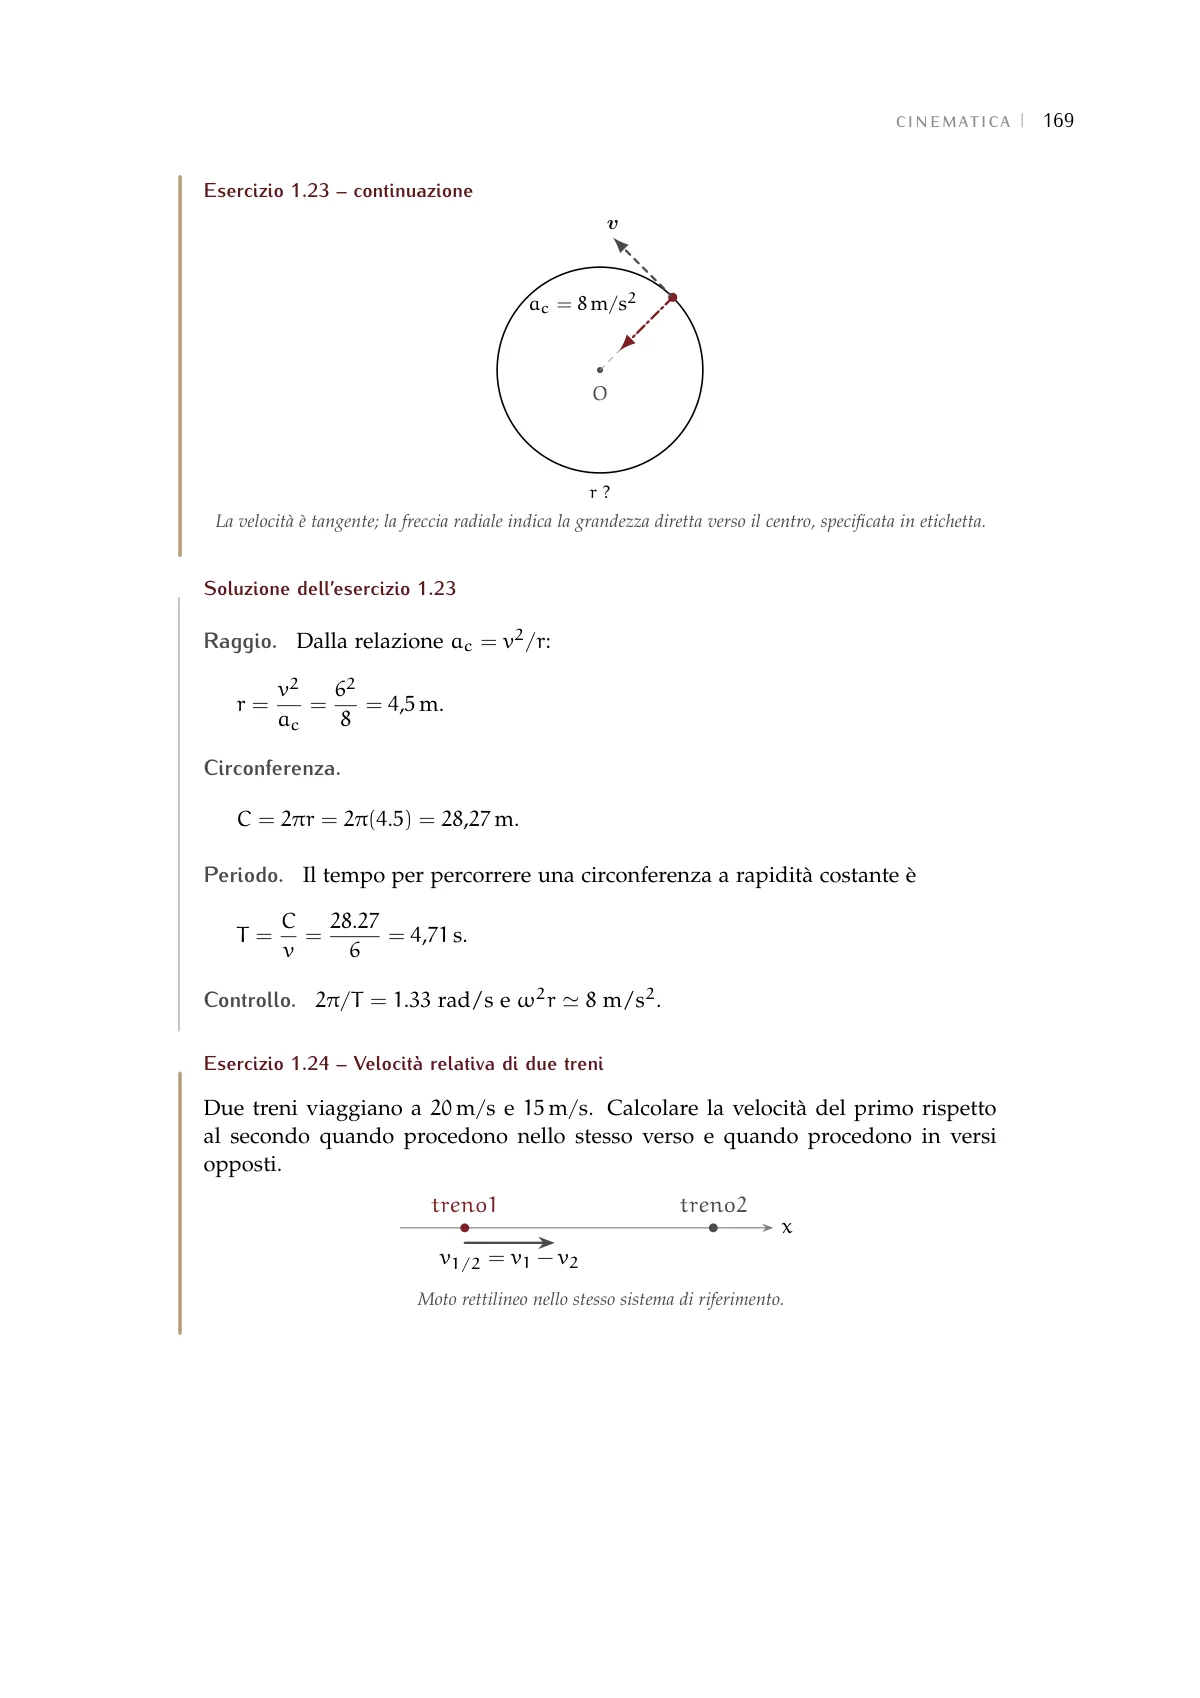 CINEMATICA | 169
Esercizio 1.23 – continuazione
v
a_c = 8 m/s²
O
r ?
La velocità è tangente; la freccia radiale indica la grandezza diretta verso il centro, specificata in etichetta.
Soluzione dell'esercizio 1.23
Raggio. Dalla relazione a_c = v²/r:
r = v²/a_c = 6²/8 = 4,5 m.
Circonferenza.
C = 2πr = 2π(4.5) = 28,27 m.
Periodo. Il tempo per percorrere una circonferenza a rapidità costante è
T = C/v = 28.27/6 = 4,71 s.
Controllo. 2π/T = 1.33 rad/s e ω²r ≃ 8 m/s².
Esercizio 1.24 – Velocità relativa di due treni
Due treni viaggiano a 20 m/s e 15 m/s. Calcolare la velocità del primo rispetto
al secondo quando procedono nello stesso verso e quando procedono in versi
opposti.
treno1 treno2
x
v_1/2 = v_1 − v_2
Moto rettilineo nello stesso sistema di riferimento.